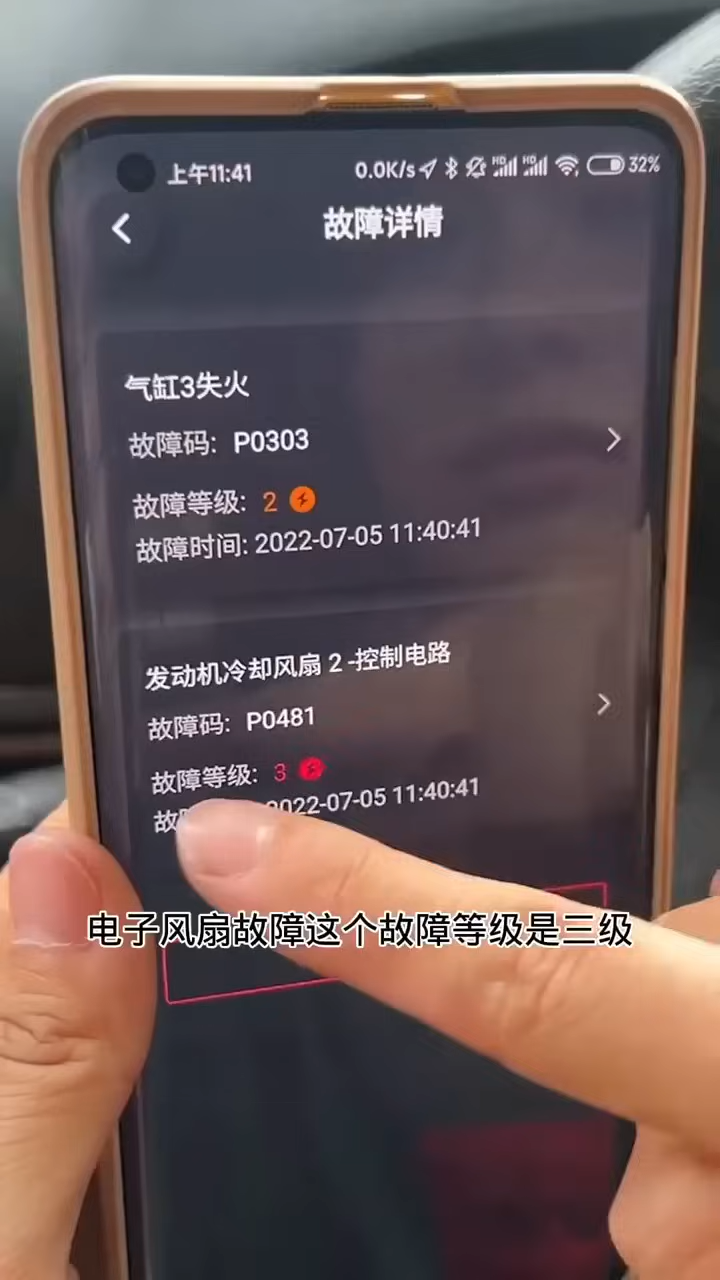 上午11:41
0.0K/s HD HD 32%
故障详情
气缸3失火
故障码: P0303
故障等级: 2
故障时间: 2022-07-05 11:40:41
发动机冷却风扇 2 -控制电路
故障码: P0481
故障等级: 3
故 2022-07-05 11:40:41
电子风扇故障这个故障等级是三级